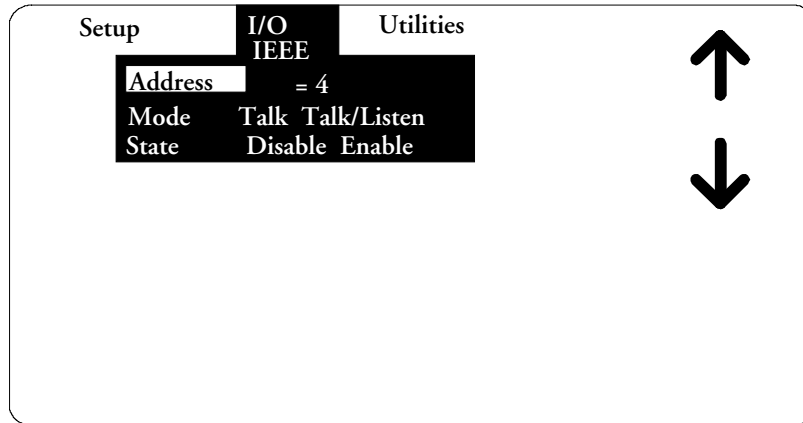 Setup I/O Utilities
IEEE
Address = 4
Mode Talk Talk/Listen
State Disable Enable